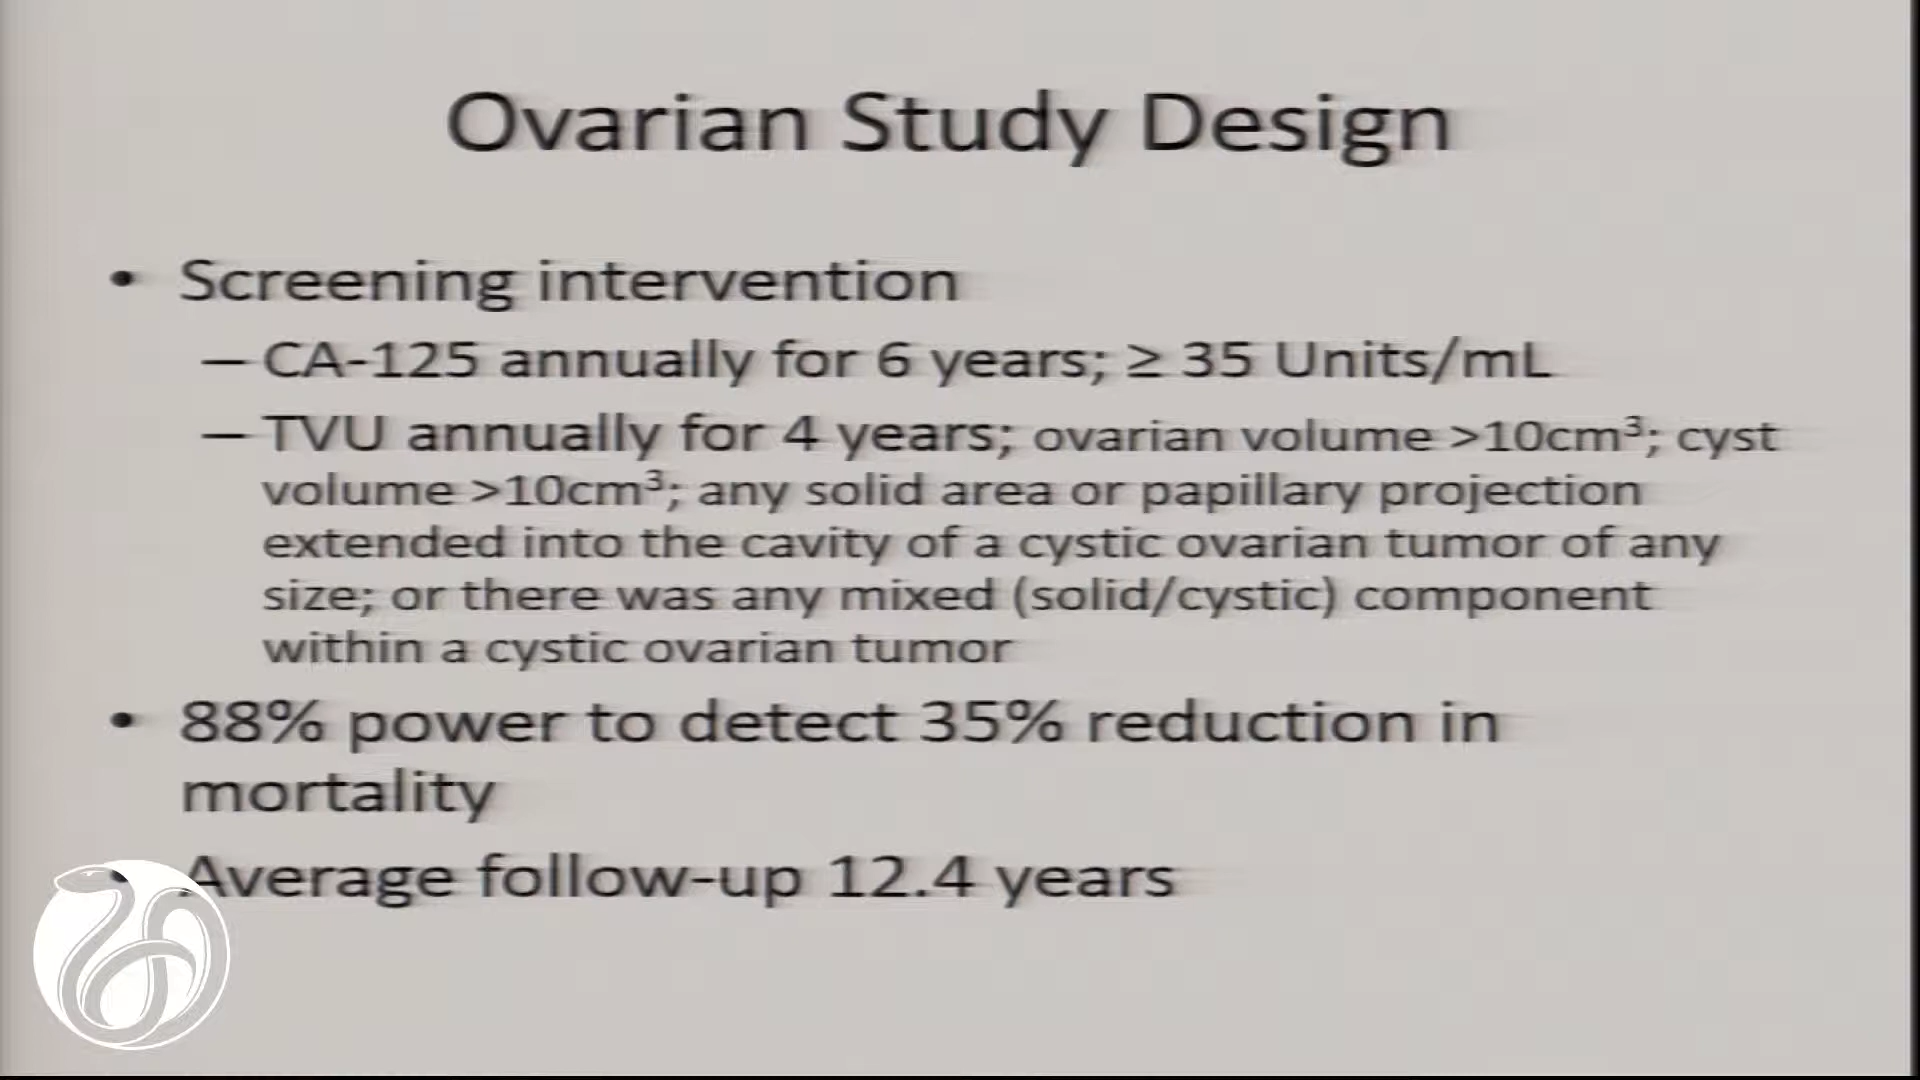 Ovarian Study Design
• Screening intervention
– CA-125 annually for 6 years; ≥ 35 Units/mL
– TVU annually for 4 years; ovarian volume >10cm³; cyst
volume >10cm³; any solid area or papillary projection
extended into the cavity of a cystic ovarian tumor of any
size; or there was any mixed (solid/cystic) component
within a cystic ovarian tumor
• 88% power to detect 35% reduction in
mortality
• Average follow-up 12.4 years